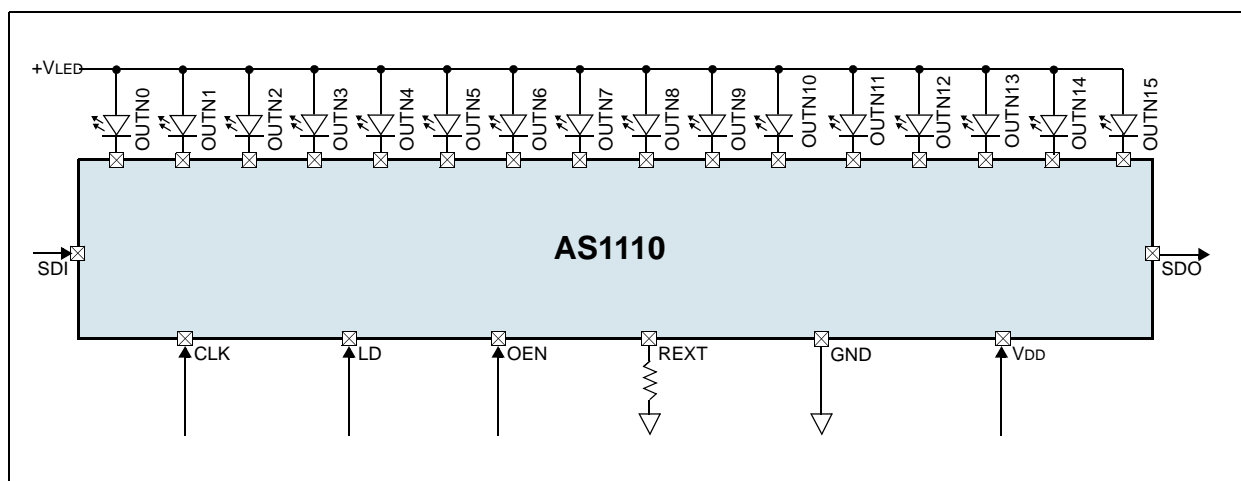 +VLED
OUTN0
OUTN1
OUTN2
OUTN3
OUTN4
OUTN5
OUTN6
OUTN7
OUTN8
OUTN9
OUTN10
OUTN11
OUTN12
OUTN13
OUTN14
OUTN15
SDI
AS1110
SDO
CLK
LD
OEN
REXT
GND
VDD